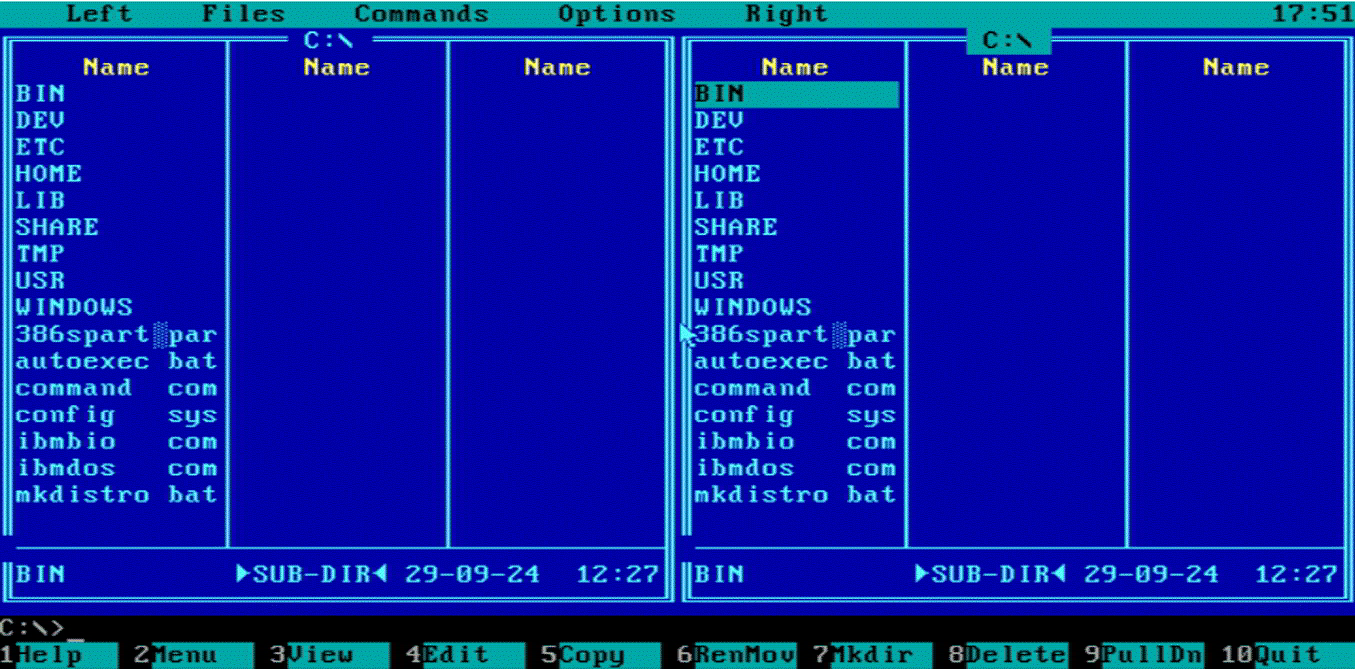 Left Files Commands Options Right 17:51
C:\ C:\
Name Name Name Name Name Name
BIN BIN
DEV DEV
ETC ETC
HOME HOME
LIB LIB
SHARE SHARE
TMP TMP
USR USR
WINDOWS WINDOWS
386spart░par 386spart░par
autoexec bat autoexec bat
command com command com
config sys config sys
ibmbio com ibmbio com
ibmdos com ibmdos com
mkdistro bat mkdistro bat
BIN ►SUB-DIR◄ 29-09-24 12:27 BIN ►SUB-DIR◄ 29-09-24 12:27
C:\>_
1Help 2Menu 3View 4Edit 5Copy 6RenMov 7Mkdir 8Delete 9PullDn 10Quit